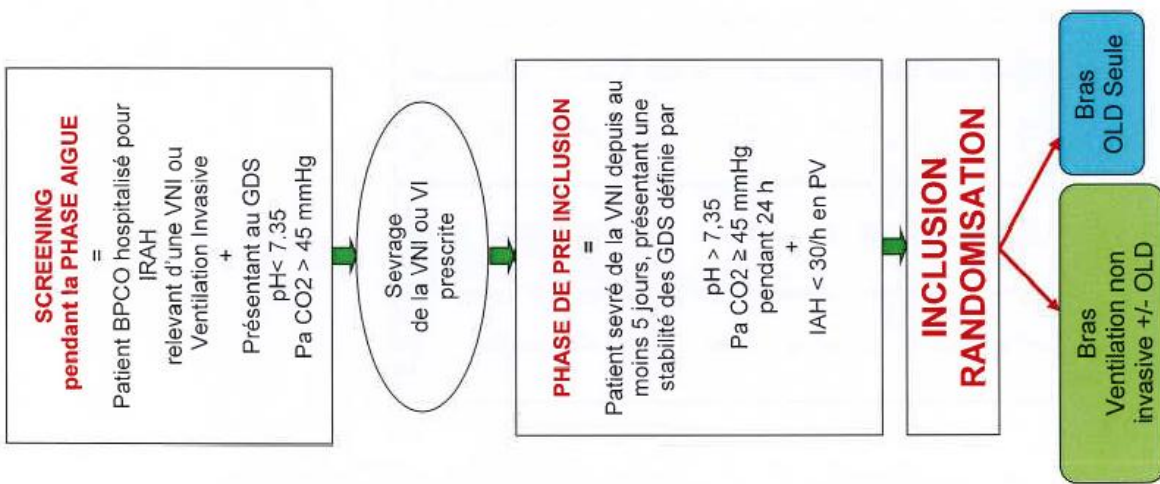 SCREENING
pendant la PHASE AIGUE
=
Patient BPCO hospitalisé pour
IRAH
relevant d'une VNI ou
Ventilation Invasive
+
Présentant au GDS
pH< 7,35
Pa CO2 > 45 mmHg
Sevrage
de la VNI ou VI
prescrite
PHASE DE PRE INCLUSION
=
Patient sevré de la VNI depuis au
moins 5 jours, présentant une
stabilité des GDS définie par
pH > 7,35
Pa CO2 ≥ 45 mmHg
pendant 24 h
+
IAH < 30/h en PV
INCLUSION
RANDOMISATION
Bras
Ventilation non
invasive +/- OLD
Bras
OLD Seule